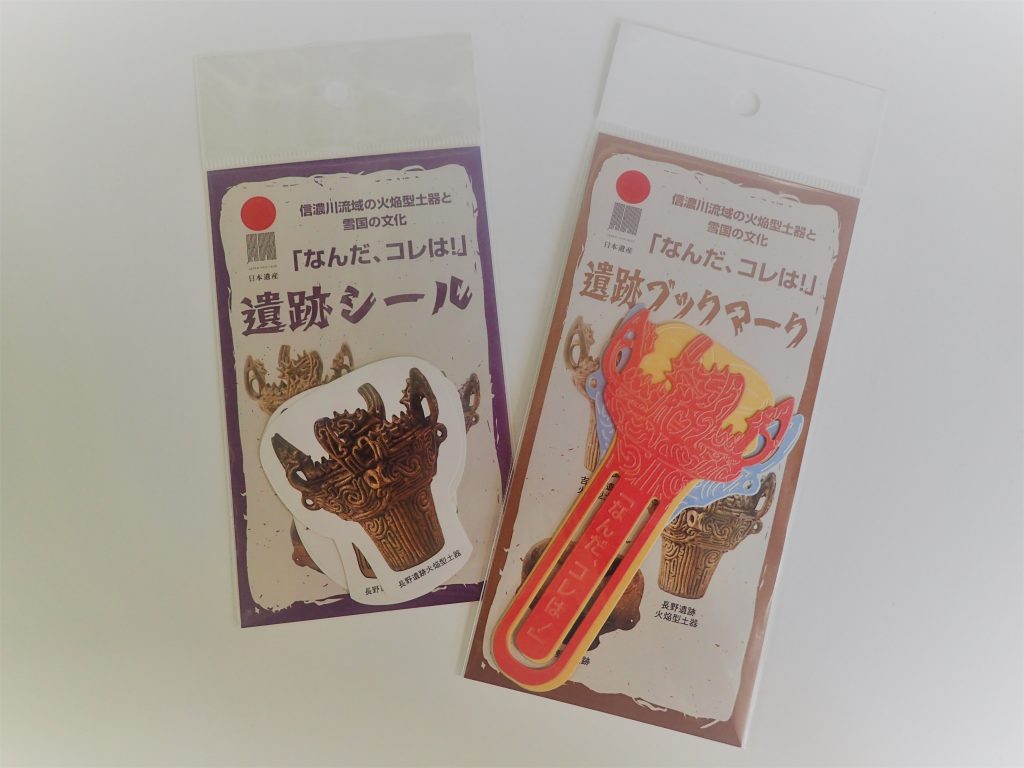 信濃川流域の火焔型土器と
雪国の文化
「なんだ、コレは!」
日本遺産
遺跡シール
長野
長野遺跡火焔型土器
信濃川流域の火焔型土器と
雪国の文化
「なんだ、コレは!」
日本遺産
遺跡ブックマーク
「なんだ、コレは!」
長野遺跡
火焔型土器